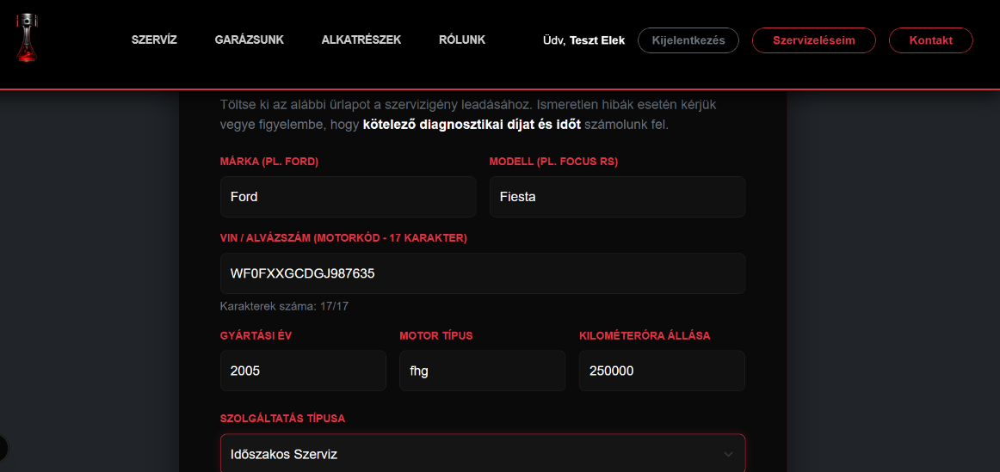 SZERVÍZ GARÁZSUNK ALKATRÉSZEK RÓLUNK Üdv, Teszt Elek Kijelentkezés Szervizeléseim Kontakt
Töltse ki az alábbi űrlapot a szervizigény leadásához. Ismeretlen hibák esetén kérjük
vegye figyelembe, hogy kötelező diagnosztikai díjat és időt számolunk fel.
MÁRKA (PL. FORD) MODELL (PL. FOCUS RS)
Ford Fiesta
VIN / ALVÁZSZÁM (MOTORKÓD - 17 KARAKTER)
WF0FXXGCDGJ987635
Karakterek száma: 17/17
GYÁRTÁSI ÉV MOTOR TÍPUS KILOMÉTERÓRA ÁLLÁSA
2005 fhg 250000
SZOLGÁLTATÁS TÍPUSA
Időszakos Szerviz